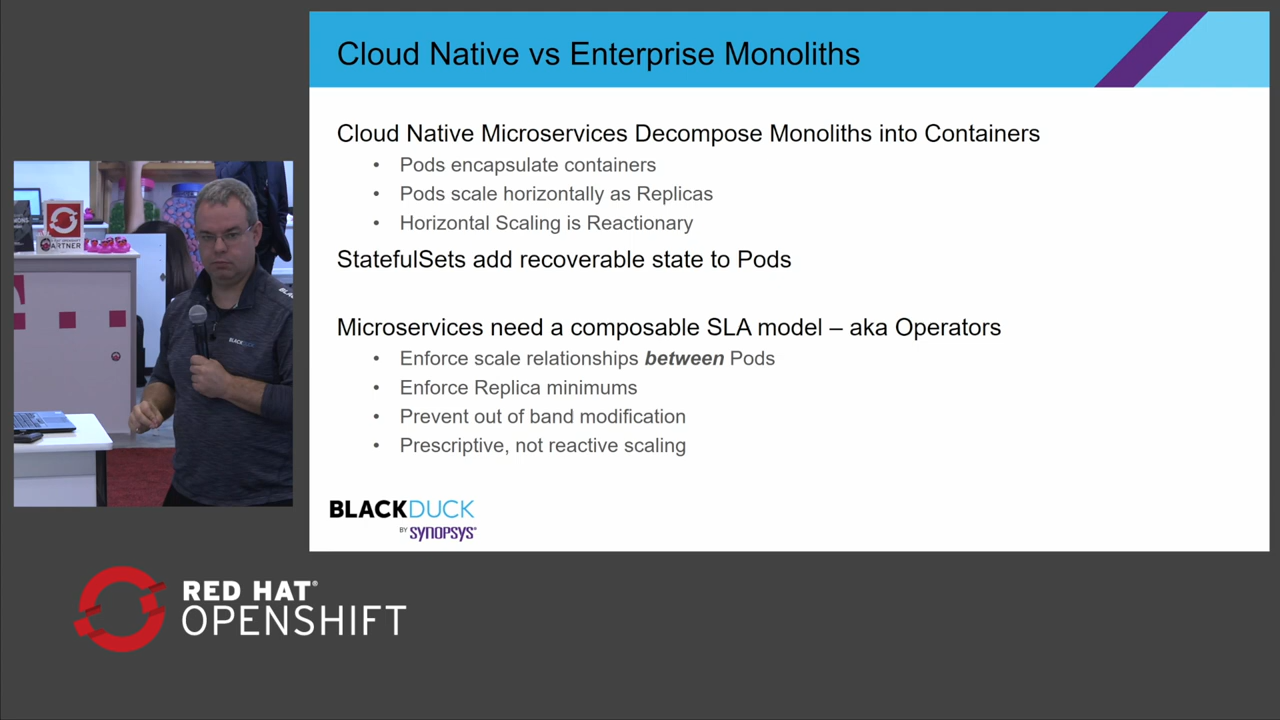 Cloud Native vs Enterprise Monoliths
Cloud Native Microservices Decompose Monoliths into Containers
• Pods encapsulate containers
• Pods scale horizontally as Replicas
• Horizontal Scaling is Reactionary
StatefulSets add recoverable state to Pods
Microservices need a composable SLA model – aka Operators
• Enforce scale relationships between Pods
• Enforce Replica minimums
• Prevent out of band modification
• Prescriptive, not reactive scaling
BLACKDUCK
BY SYNOPSYS®
BLACKDUCK
RED HAT®
OPENSHIFT